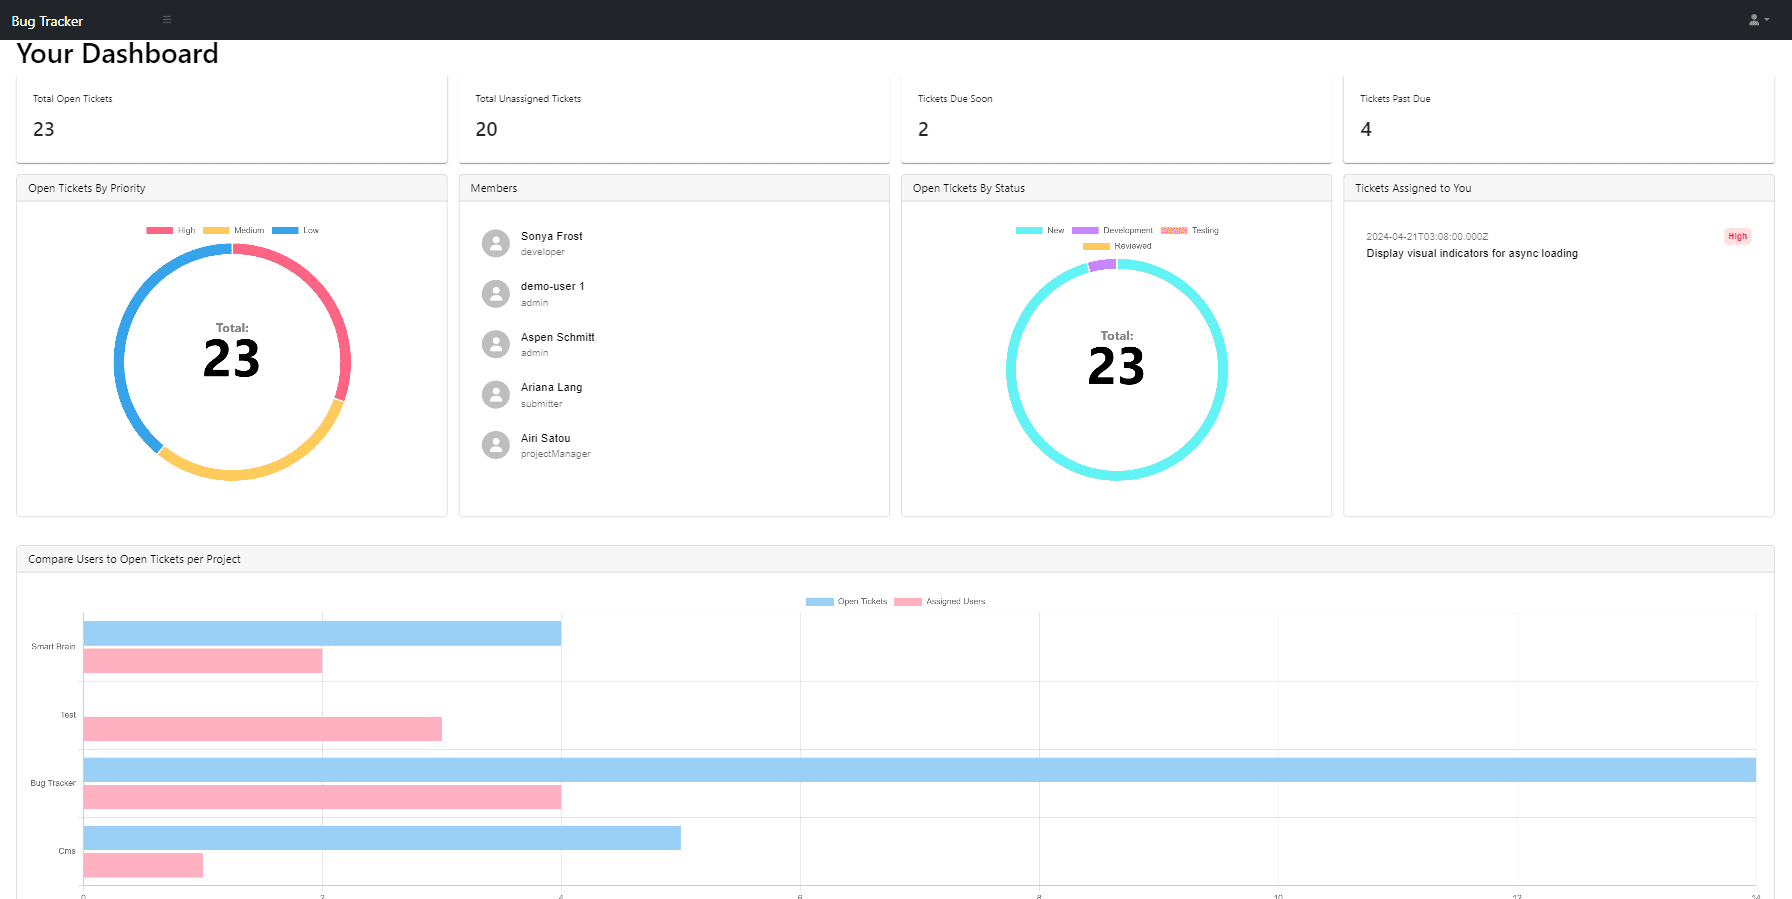 Bug Tracker
Your Dashboard
Total Open Tickets
23
Total Unassigned Tickets
20
Tickets Due Soon
2
Tickets Past Due
4
Open Tickets By Priority
High Medium Low
Total:
23
Members
Sonya Frost
developer
demo-user 1
admin
Aspen Schmitt
admin
Ariana Lang
submitter
Airi Satou
projectManager
Open Tickets By Status
New Development Testing
Reviewed
Total:
23
Tickets Assigned to You
2024-04-21T03:08:00.000Z
High
Display visual indicators for async loading
Compare Users to Open Tickets per Project
Open Tickets Assigned Users
Smart Brain
Test
Bug Tracker
Cms
0 2 4 6 8 10 12 14